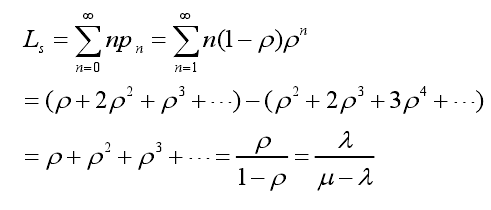 L_s = \sum_{n=0}^{\infty} np_n = \sum_{n=1}^{\infty} n(1-\rho)\rho^n
= (\rho + 2\rho^2 + \rho^3 + \cdots) - (\rho^2 + 2\rho^3 + 3\rho^4 + \cdots)
= \rho + \rho^2 + \rho^3 + \cdots = \frac{\rho}{1-\rho} = \frac{\lambda}{\mu-\lambda}